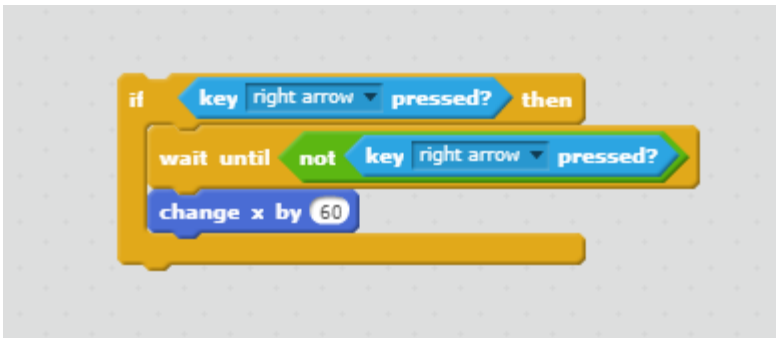 if key right arrow pressed? then
wait until not key right arrow pressed?
change x by 60